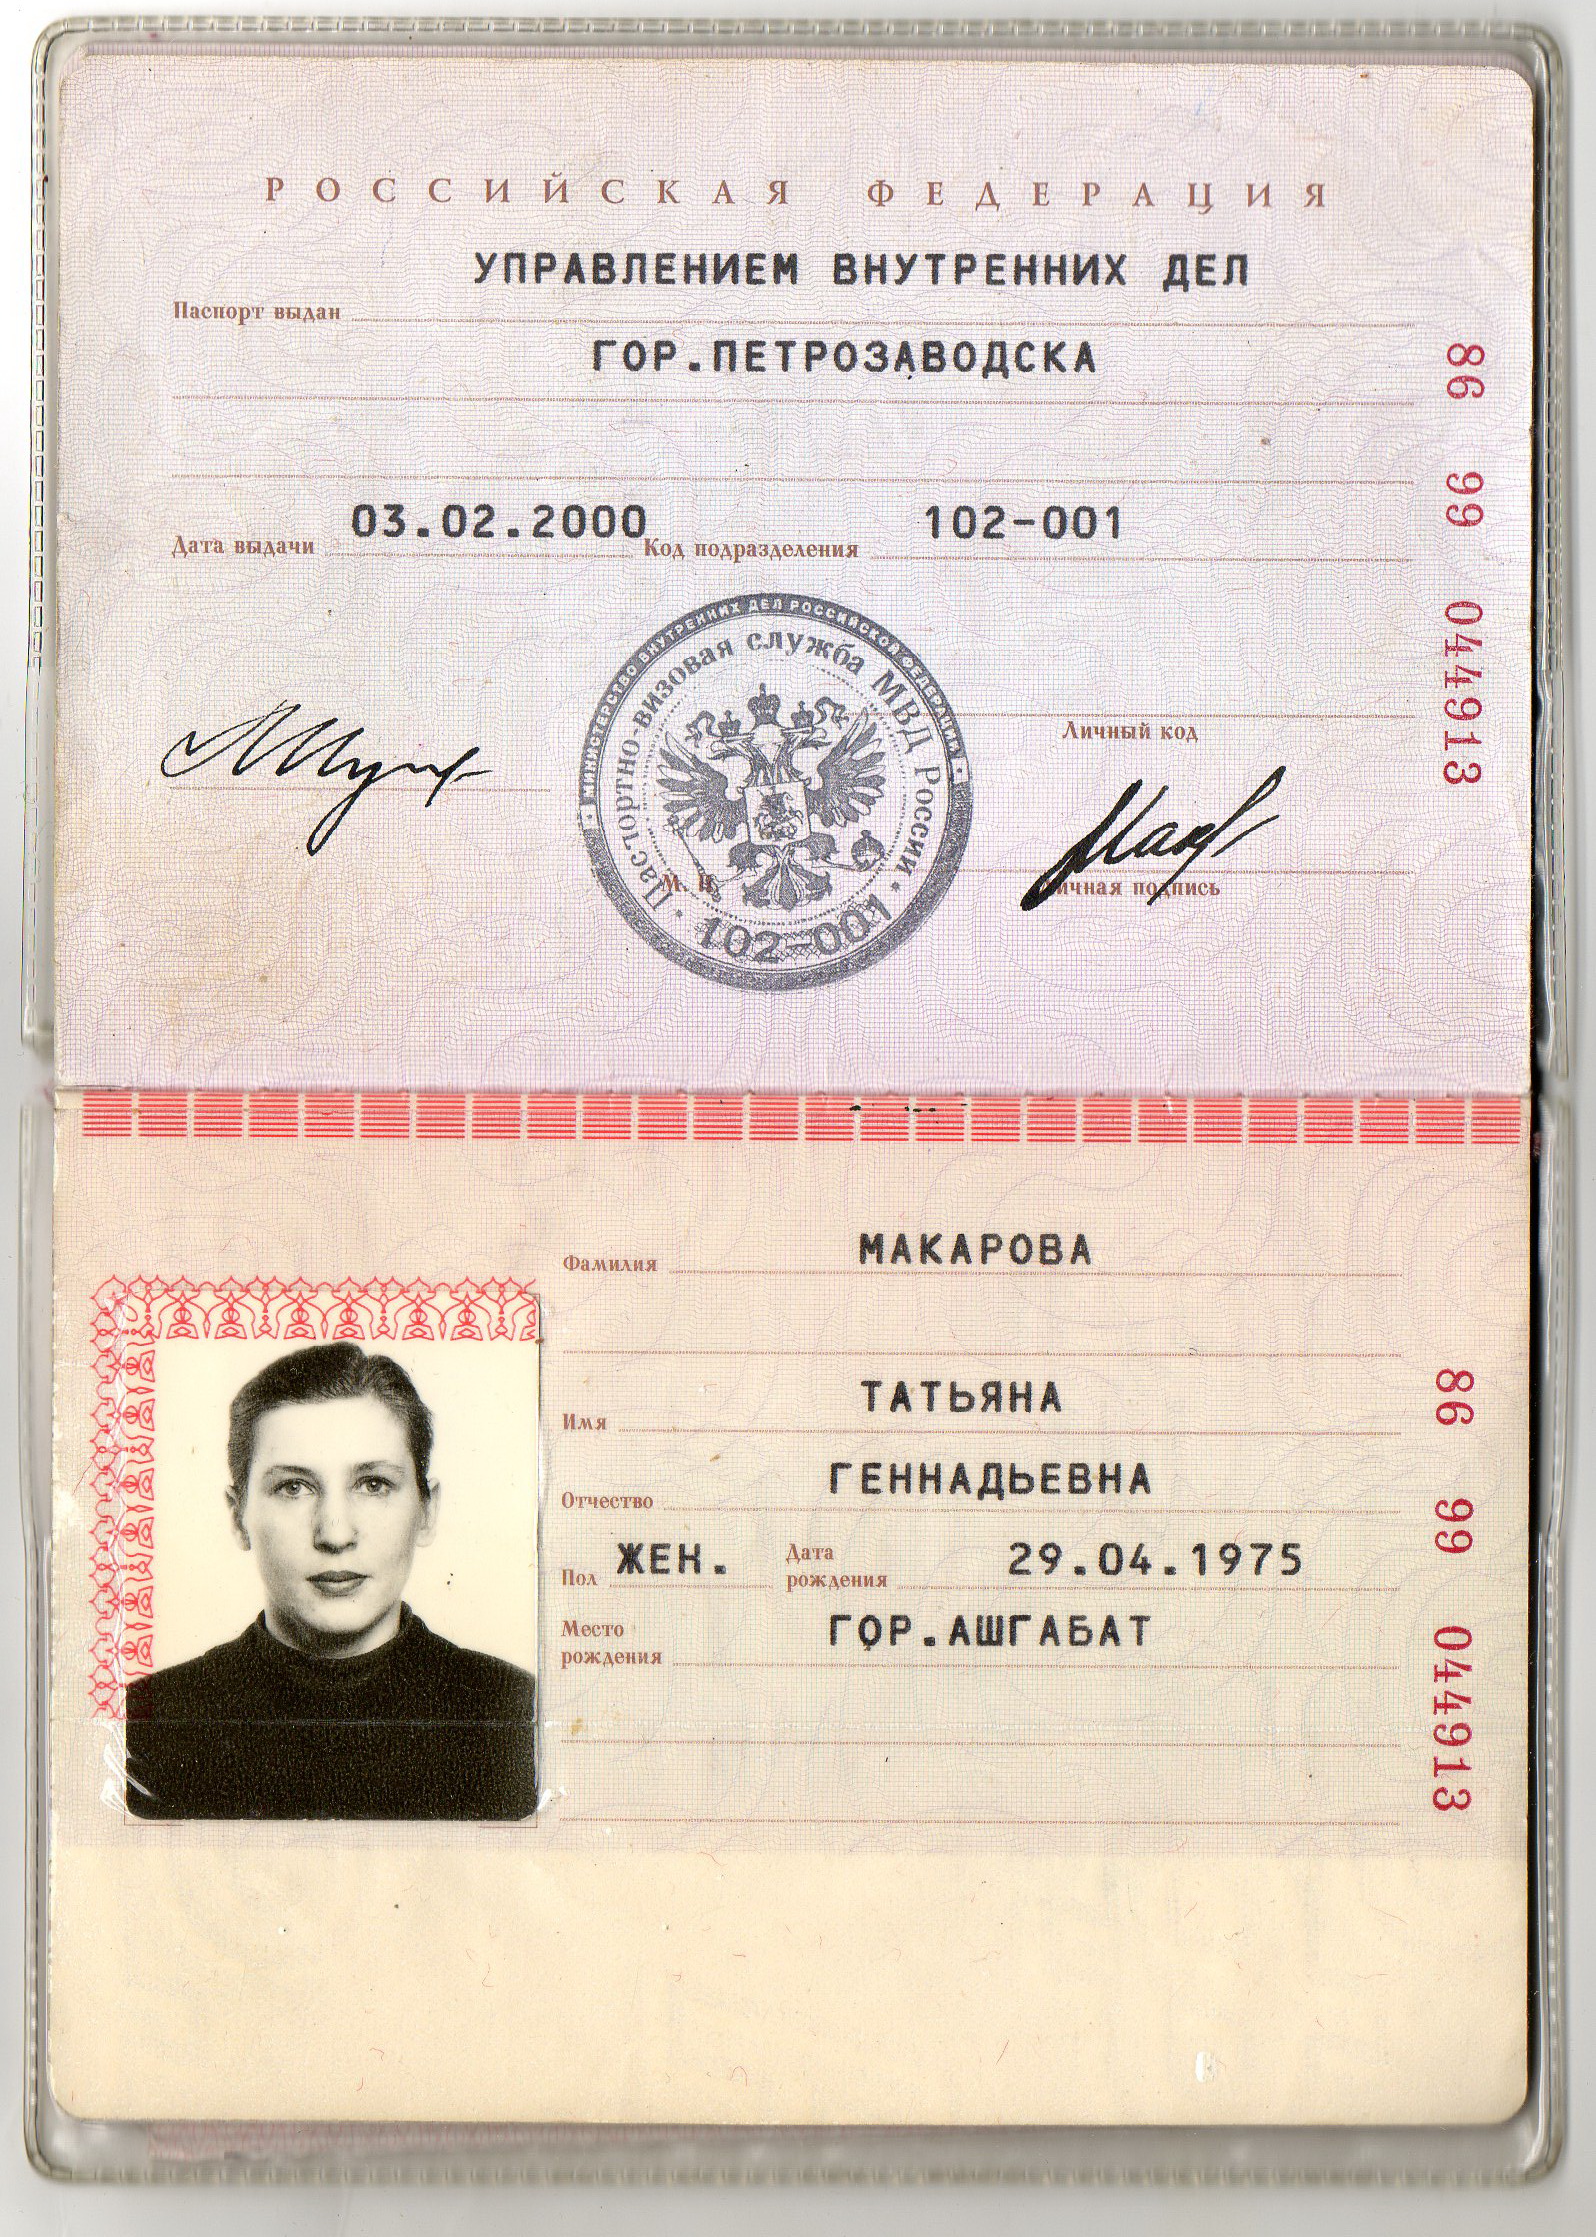 РОССИЙСКАЯ ФЕДЕРАЦИЯ
УПРАВЛЕНИЕМ ВНУТРЕННИХ ДЕЛ
Паспорт выдан
ГОР.ПЕТРОЗАВОДСКА
03.02.2000
102-001
Дата выдачи
Код подразделения
86 99 044913
МИНИСТЕРСТВО ВНУТРЕННИХ ДЕЛ РОССИЙСКОЙ ФЕДЕРАЦИИ
Паспортно-визовая служба МВД России
102-001
М. П.
Личный код
Личная подпись
МАКАРОВА
Фамилия
ТАТЬЯНА
Имя
ГЕННАДЬЕВНА
Отчество
Пол ЖЕН.
Дата
рождения
29.04.1975
Место
рождения
ГОР.АШГАБАТ
86 99 044913